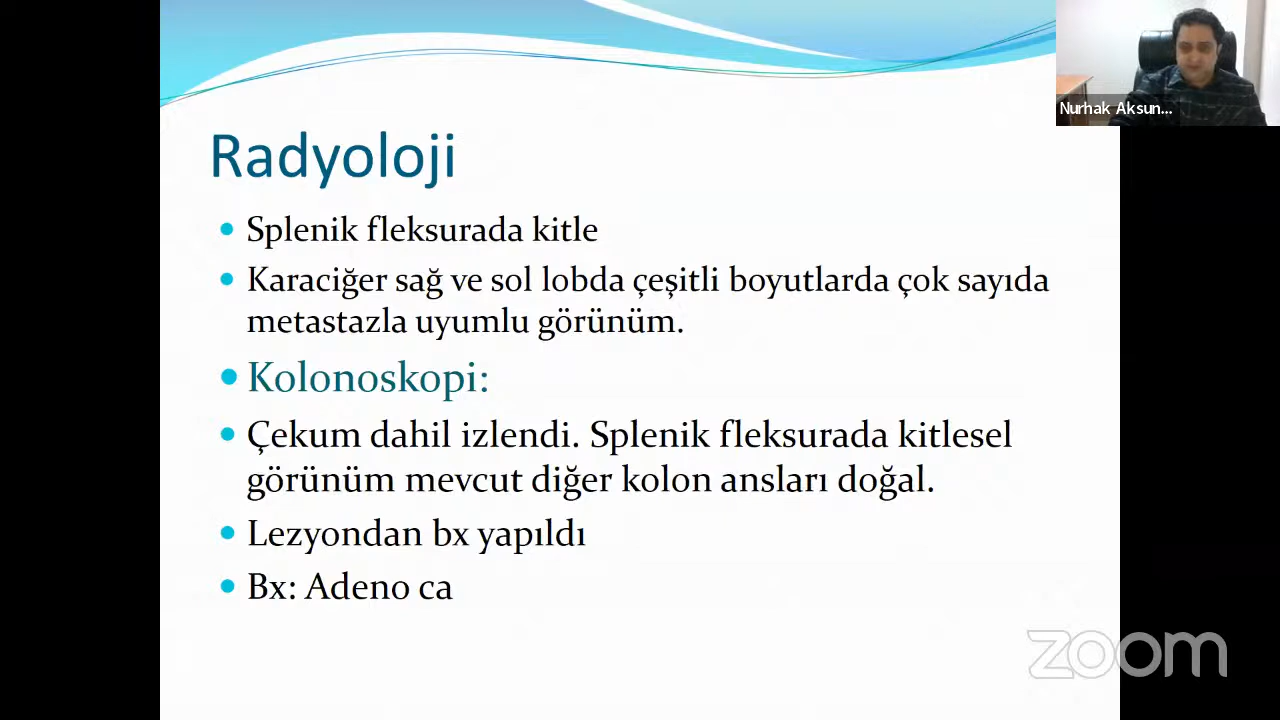 Nurhak Aksun...
Radyoloji
Splenik fleksurada kitle
Karaciğer sağ ve sol lobda çeşitli boyutlarda çok sayıda
metastazla uyumlu görünüm.
Kolonoskopi:
Çekum dahil izlendi. Splenik fleksurada kitlesel
görünüm mevcut diğer kolon ansları doğal.
Lezyondan bx yapıldı
Bx: Adeno ca
zoom